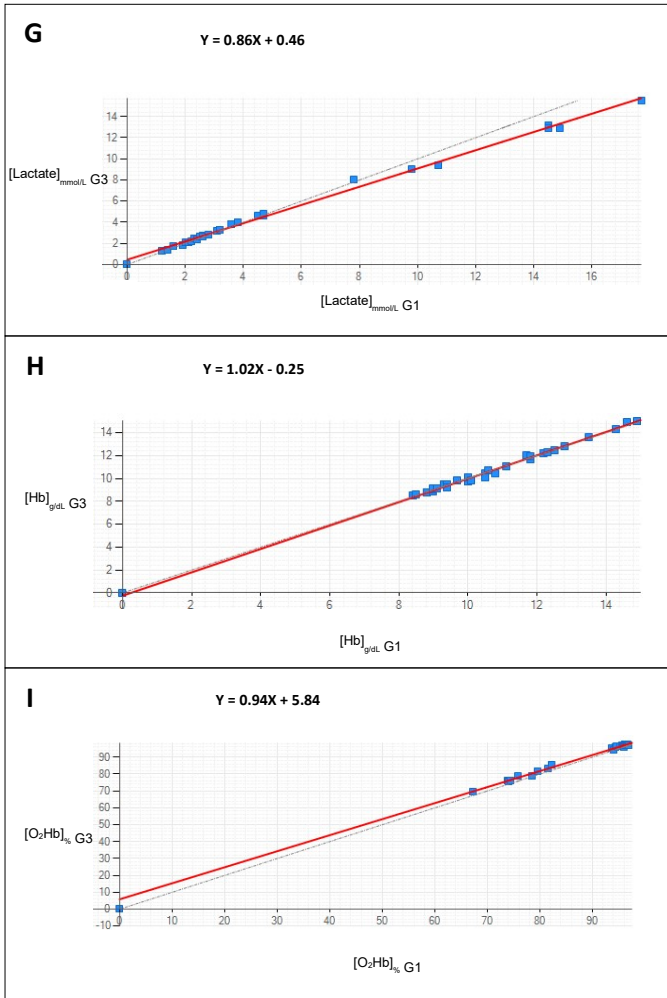 G
Y = 0.86X + 0.46
14
12
10
[Lactate]mmol/L G3
8
6
4
2
0
0 2 4 6 8 10 12 14 16
[Lactate]mmol/L G1
H
Y = 1.02X - 0.25
14
12
10
[Hb]g/dL G3
8
6
4
2
0
0 2 4 6 8 10 12 14
[Hb]g/dL G1
I
Y = 0.94X + 5.84
90
80
70
60
50
[O₂Hb]% G3
40
30
20
10
0
-10
0 10 20 30 40 50 60 70 80 90
[O₂Hb]% G1